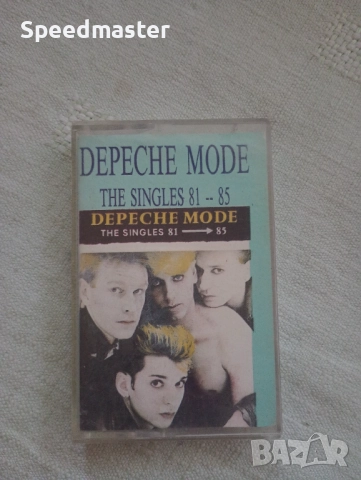 Speedmaster
DEPECHE MODE
THE SINGLES 81 -- 85
DEPECHE MODE
THE SINGLES 81 → 85
BAZAR